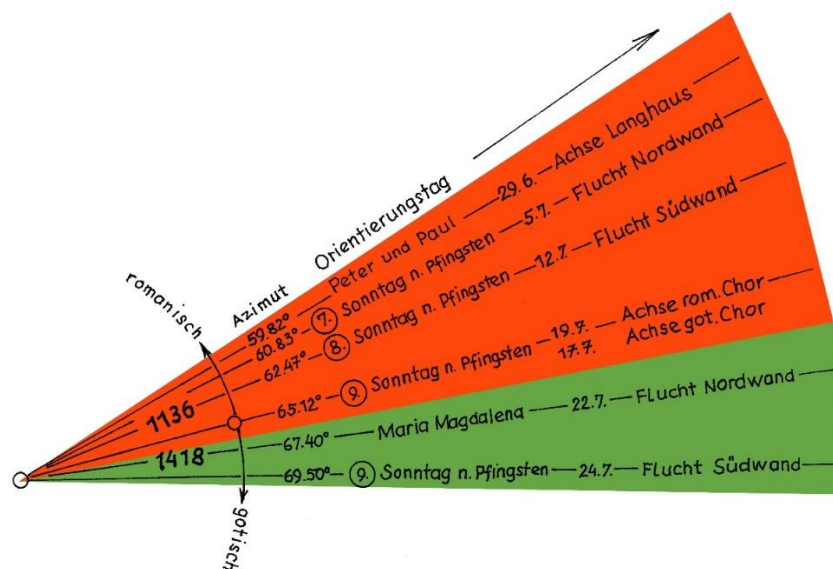 romanisch
Azimut
Orientierungstag
59.82° Peter und Paul — 29.6. — Achse Langhaus
60.83° 7. Sonntag n. Pfingsten — 5.7. — Flucht Nordwand
62.47° — 8. Sonntag n. Pfingsten — 12.7. — Flucht Südwand
1136
65.12° — 9. Sonntag n. Pfingsten — 19.7. — Achse rom. Chor
17.7. Achse got. Chor
1418
67.40° — Maria Magdalena — 22.7. — Flucht Nordwand
69.50° — 9. Sonntag n. Pfingsten — 24.7. — Flucht Südwand
gotisch